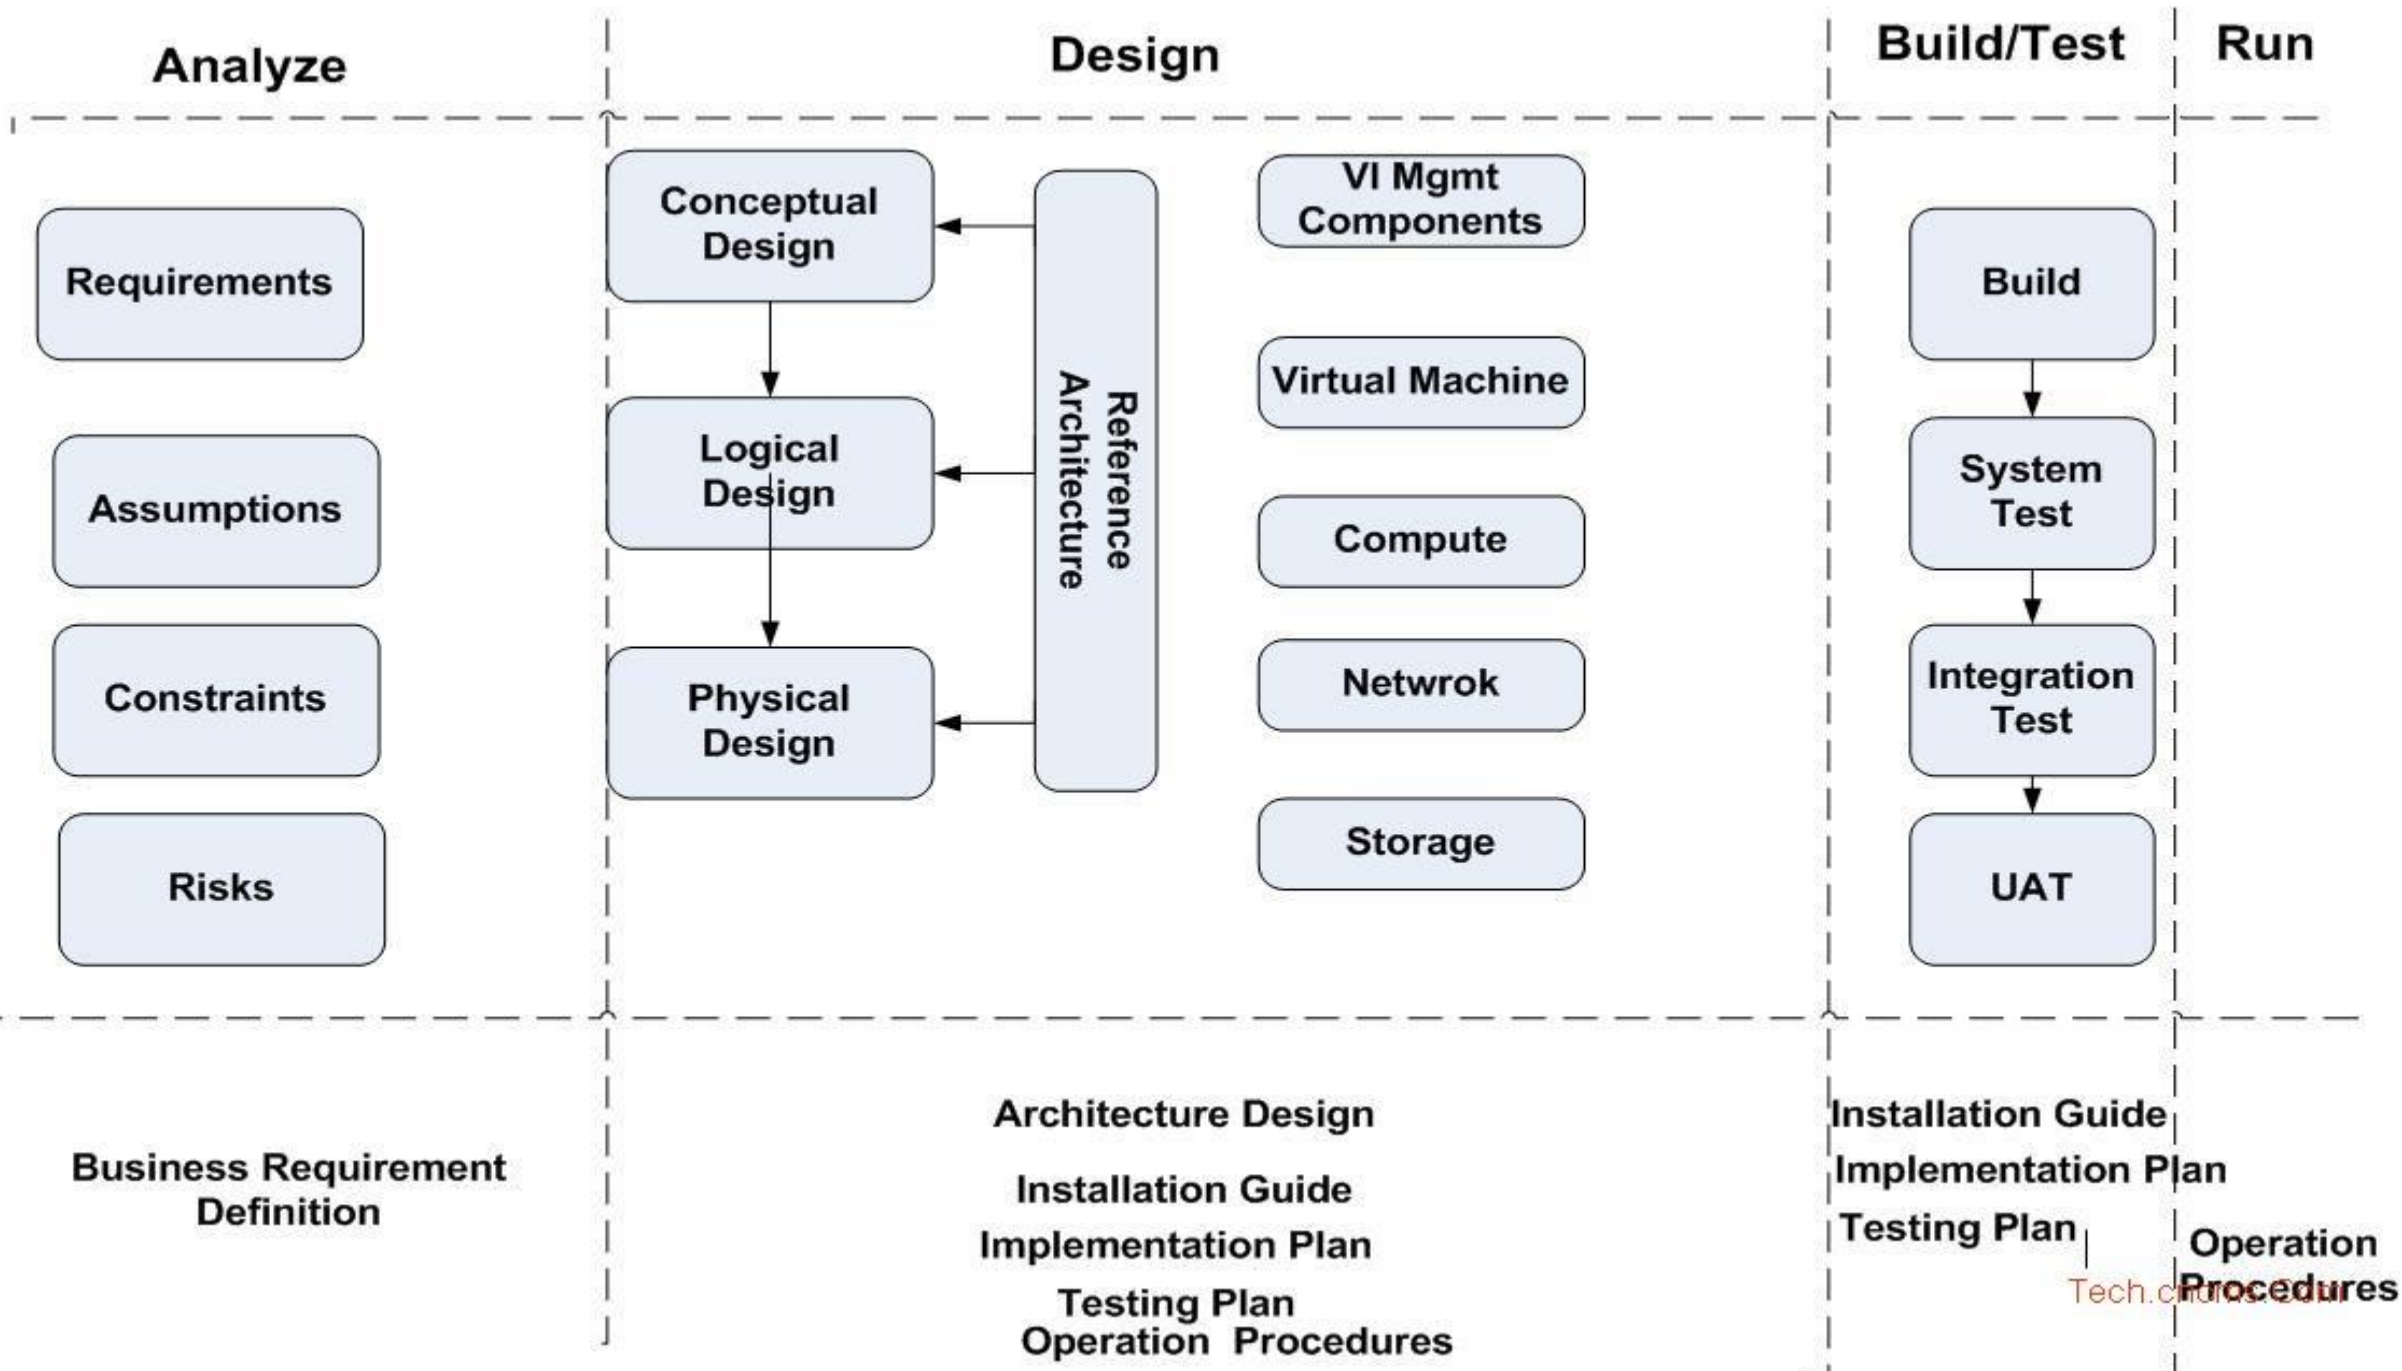 Analyze
Design
Build/Test
Run
Requirements
Assumptions
Constraints
Risks
Conceptual
Design
Logical
Design
Physical
Design
Reference
Architecture
VI Mgmt
Components
Virtual Machine
Compute
Netwrok
Storage
Build
System
Test
Integration
Test
UAT
Business Requirement
Definition
Architecture Design
Installation Guide
Implementation Plan
Testing Plan
Operation Procedures
Installation Guide
Implementation Plan
Testing Plan
Operation
Procedures